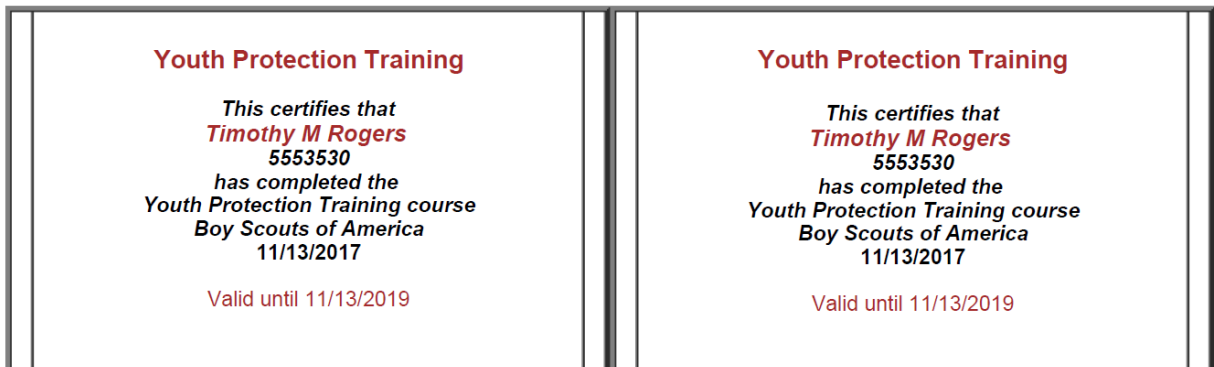 Youth Protection Training
This certifies that
Timothy M Rogers
5553530
has completed the
Youth Protection Training course
Boy Scouts of America
11/13/2017
Valid until 11/13/2019
Youth Protection Training
This certifies that
Timothy M Rogers
5553530
has completed the
Youth Protection Training course
Boy Scouts of America
11/13/2017
Valid until 11/13/2019